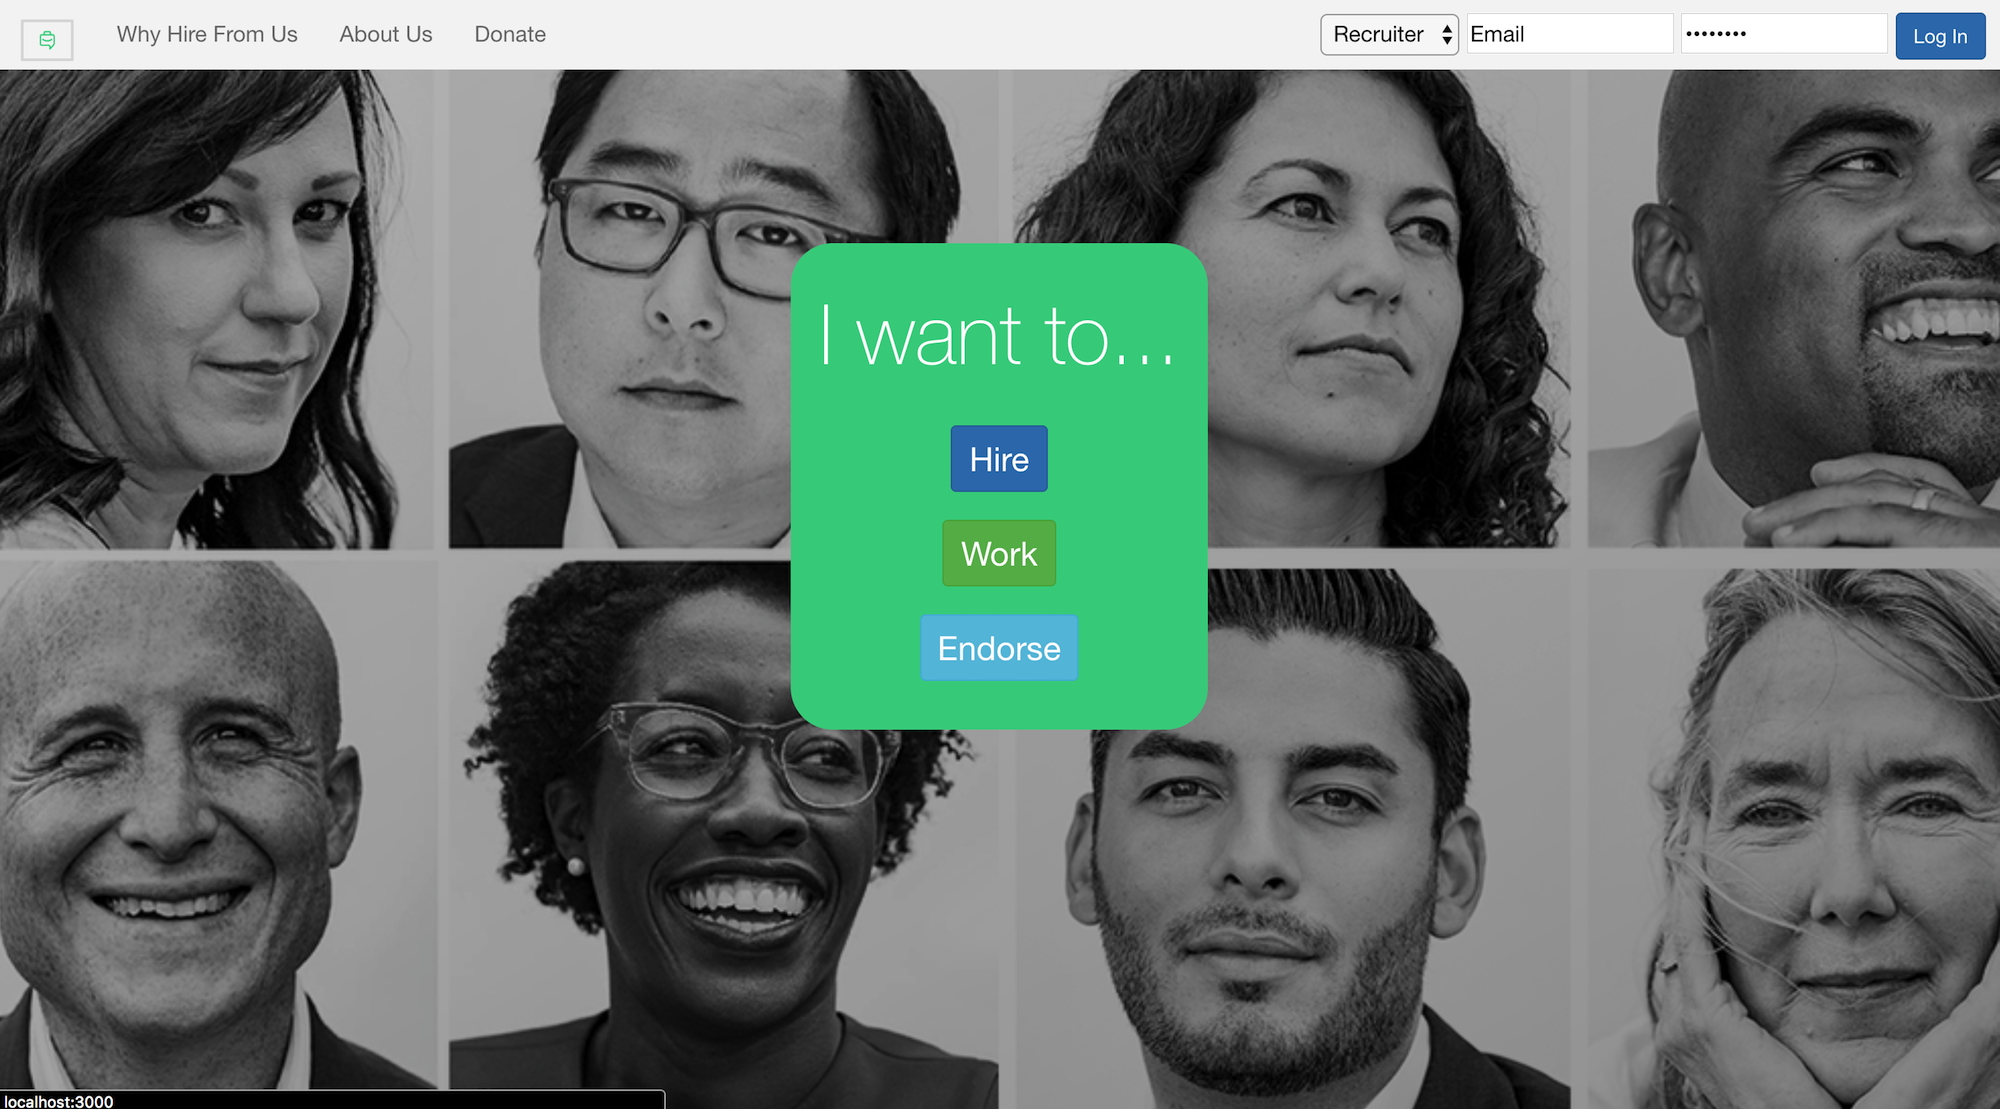 Why Hire From Us About Us Donate Recruiter Email •••••••• Log In
I want to...
Hire
Work
Endorse
localhost:3000